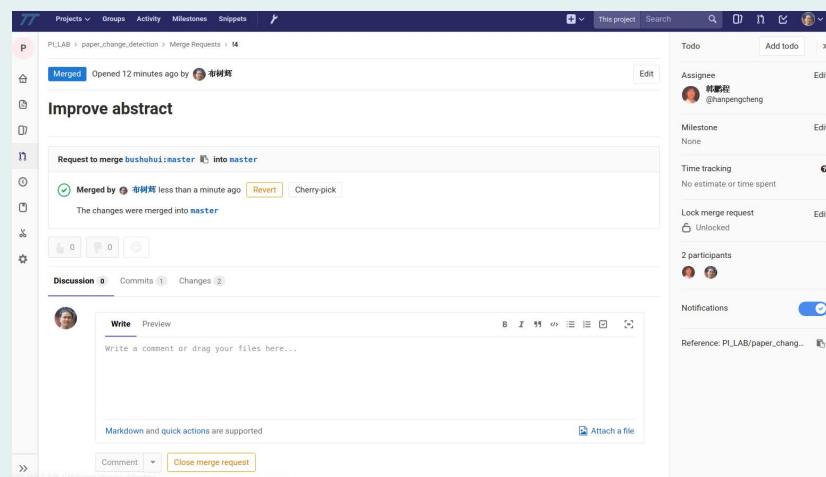 Projects Groups Activity Milestones Snippets This project Search
PI_LAB > paper_change_detection > Merge Requests > !4
P
Merged Opened 12 minutes ago by 布树辉 Edit
Improve abstract
Request to merge bushuhui:master into master
Merged by 布树辉 less than a minute ago Revert Cherry-pick
The changes were merged into master
0 0
Discussion 0 Commits 1 Changes 2
Write Preview
Write a comment or drag your files here...
Markdown and quick actions are supported Attach a file
Comment Close merge request
Todo Add todo
Assignee Edit
韩鹏程
@hanpengcheng
Milestone Edit
None
Time tracking
No estimate or time spent
Lock merge request Edit
Unlocked
2 participants
Notifications
Reference: PI_LAB/paper_chang...